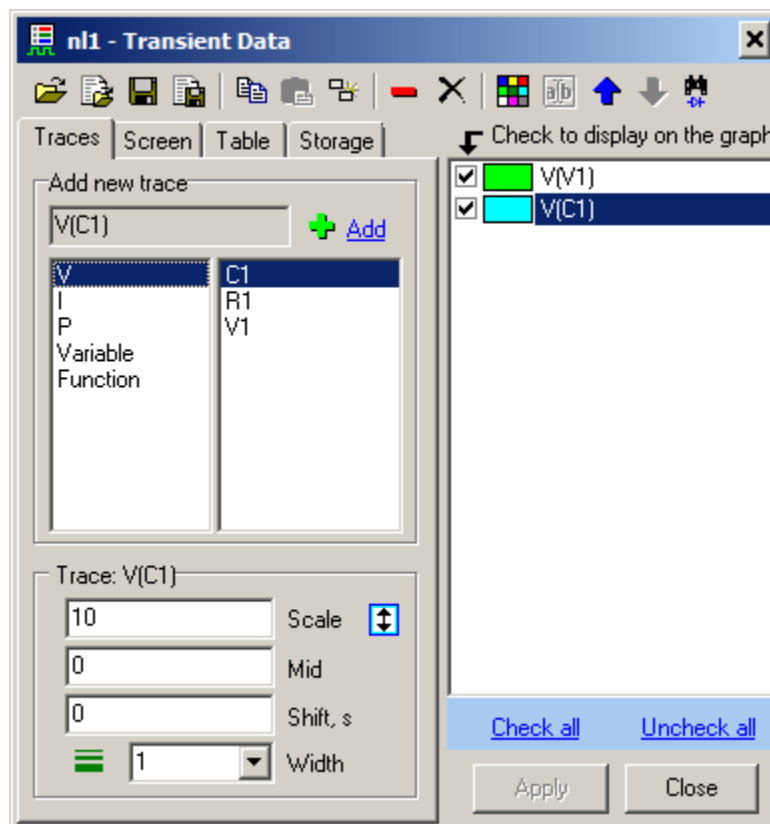 nl1 - Transient Data
a b
Traces
Screen
Table
Storage
Check to display on the graph
Add new trace
V(C1)
Add
V
I
P
Variable
Function
C1
R1
V1
V(V1)
V(C1)
Trace: V(C1)
10
Scale
0
Mid
0
Shift, s
1
Width
Check all
Uncheck all
Apply
Close